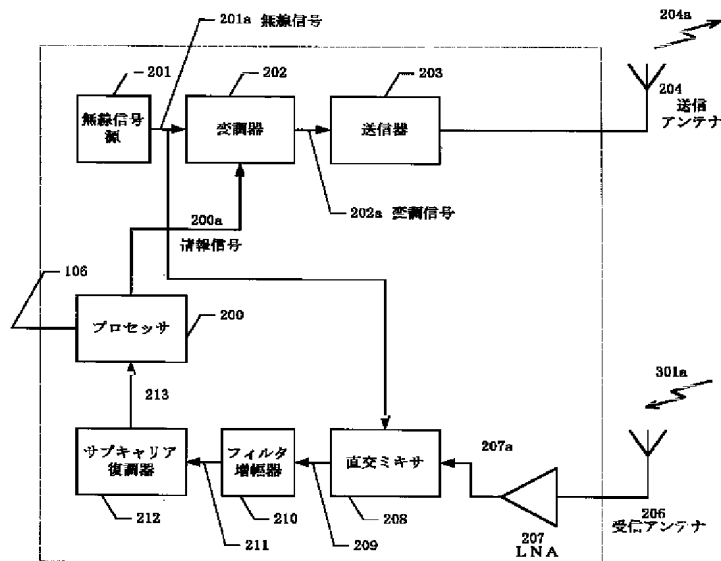 201a 無線信号
204a
201
202
203
無線信号
源
変調器
送信器
204
送信
アンテナ
202a 変調信号
200a
情報信号
106
プロセッサ
200
213
301a
207a
サブキャリア
復調器
フィルタ
増幅器
直交ミキサ
212
210
208
206
受信アンテナ
211
209
207
LNA